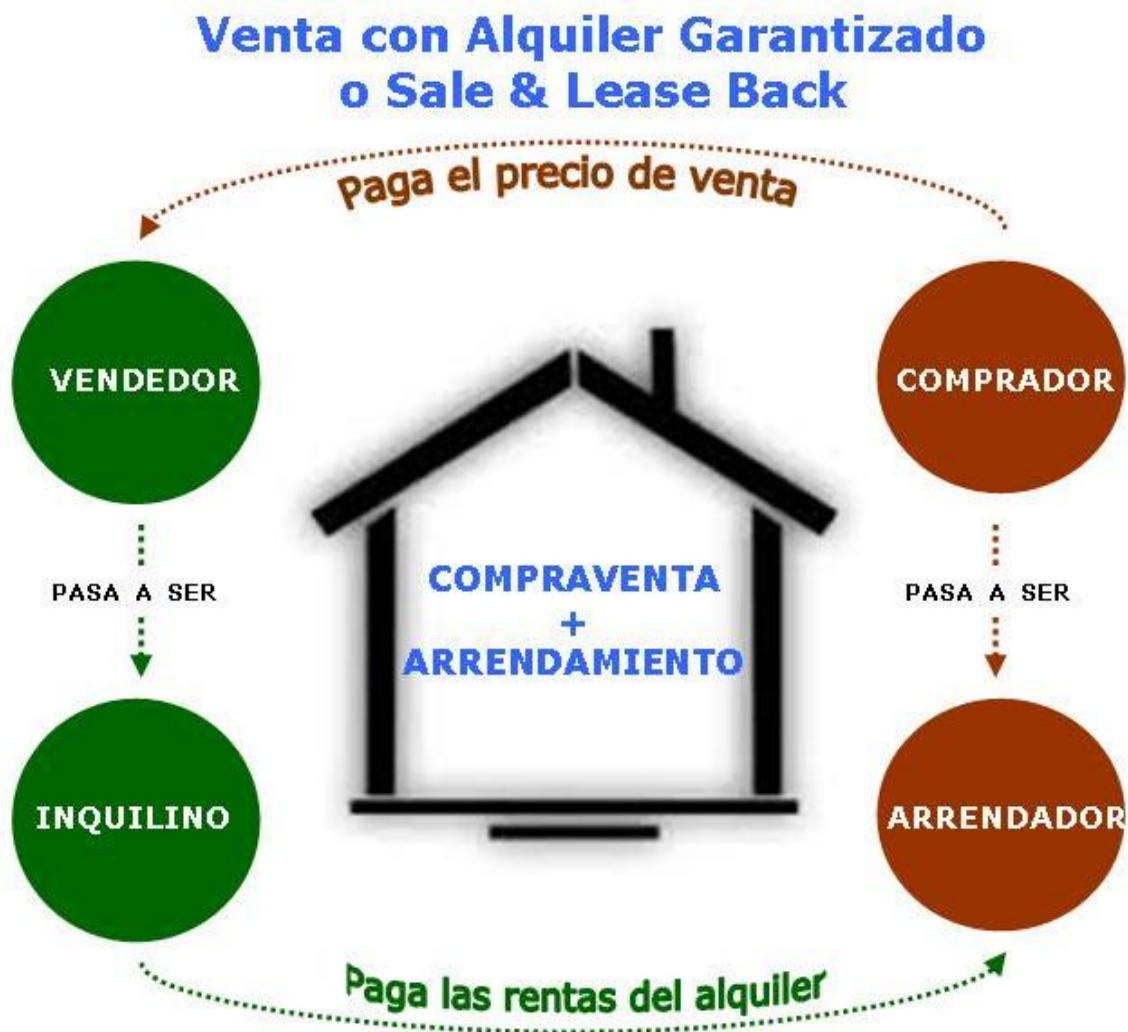 Venta con Alquiler Garantizado
o Sale & Lease Back
Paga el precio de venta
VENDEDOR
COMPRADOR
PASA A SER
PASA A SER
COMPRAVENTA
+
ARRENDAMIENTO
INQUILINO
ARRENDADOR
Paga las rentas del alquiler